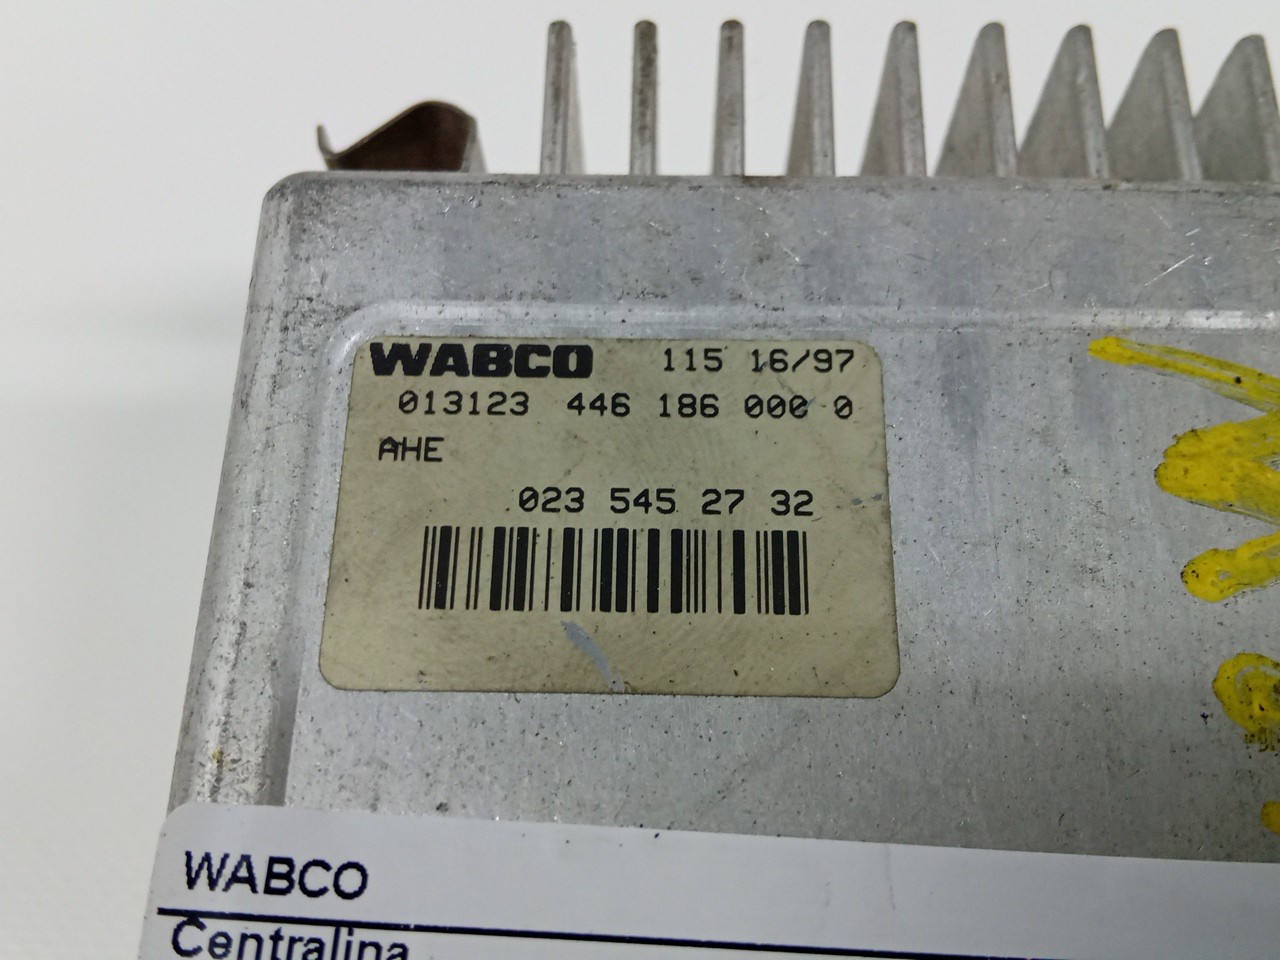 WABCO 115 16/97
013123 446 186 000 0
AHE
023 545 27 32
WABCO
Centralina